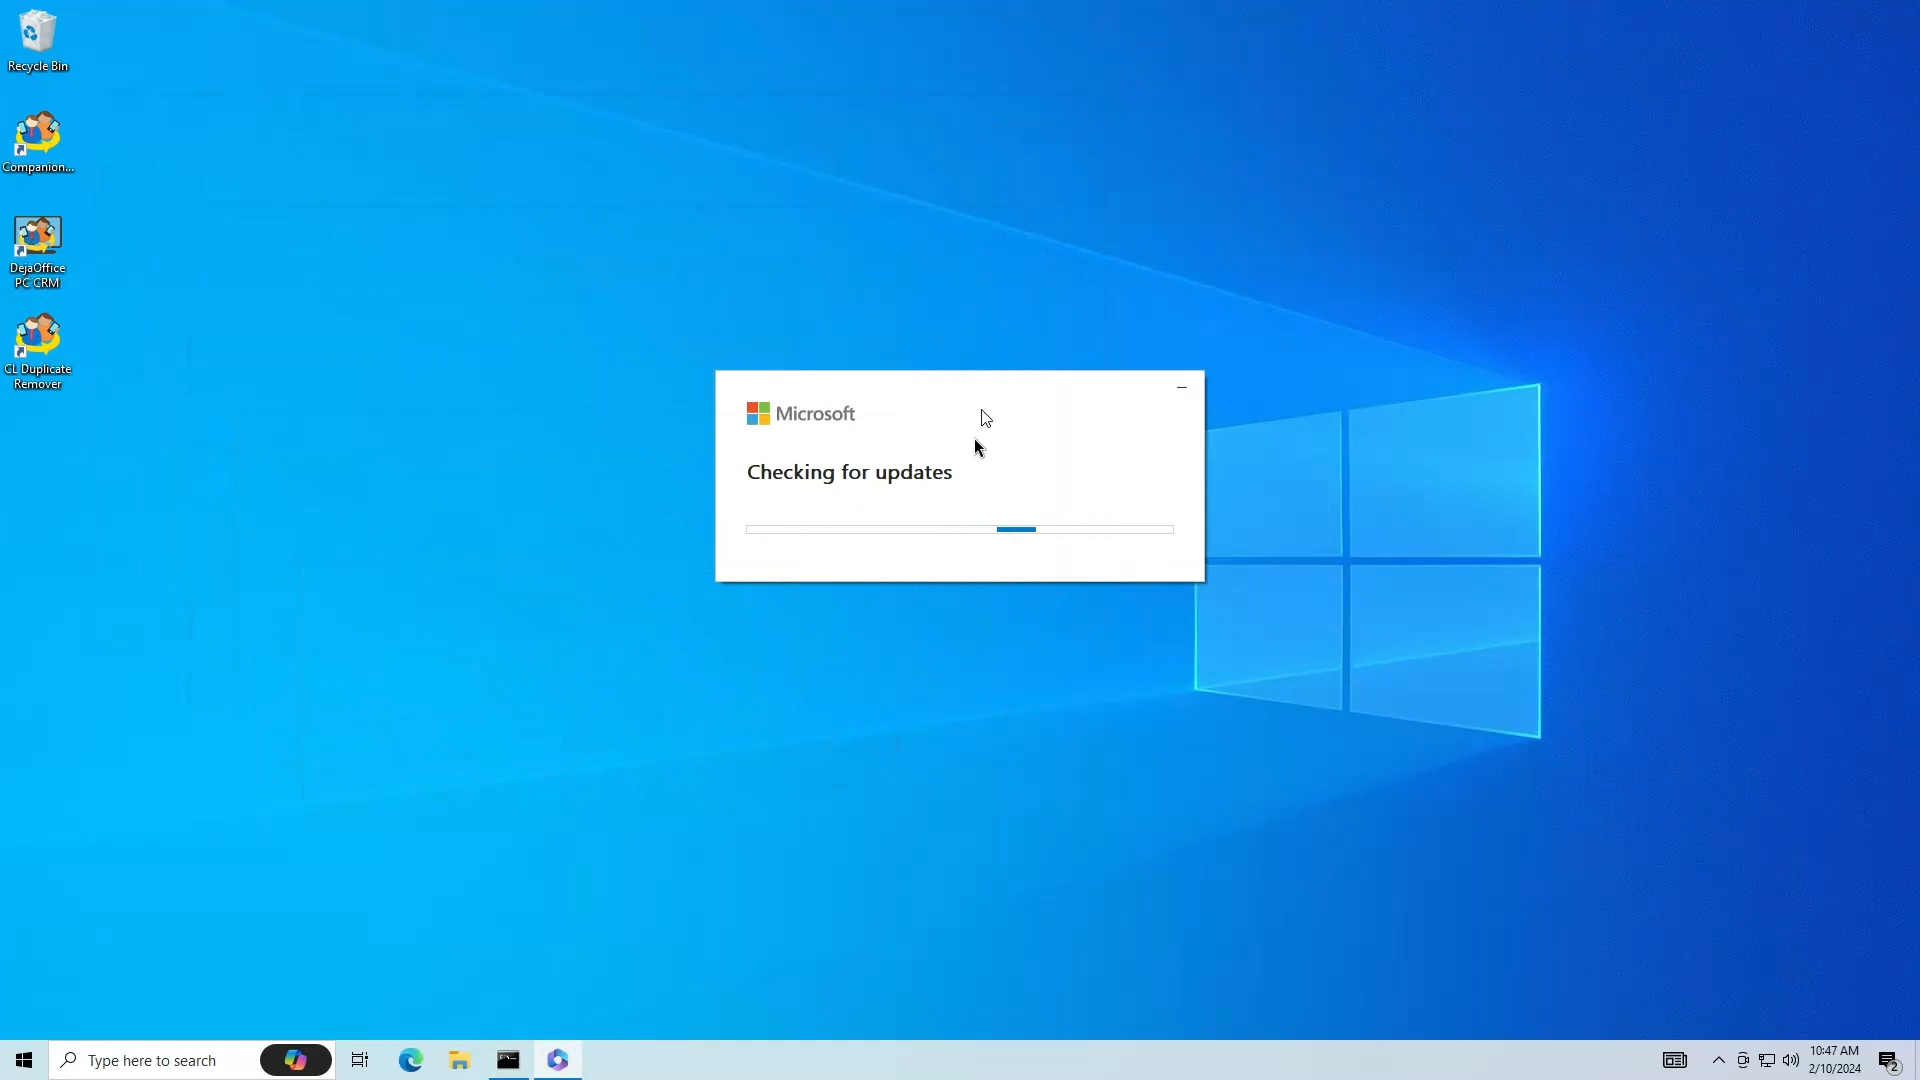 Recycle Bin
Companion...
DejaOffice
PC CRM
CL Duplicate
Remover
Microsoft
Checking for updates
Type here to search
10:47 AM
2/10/2024
2